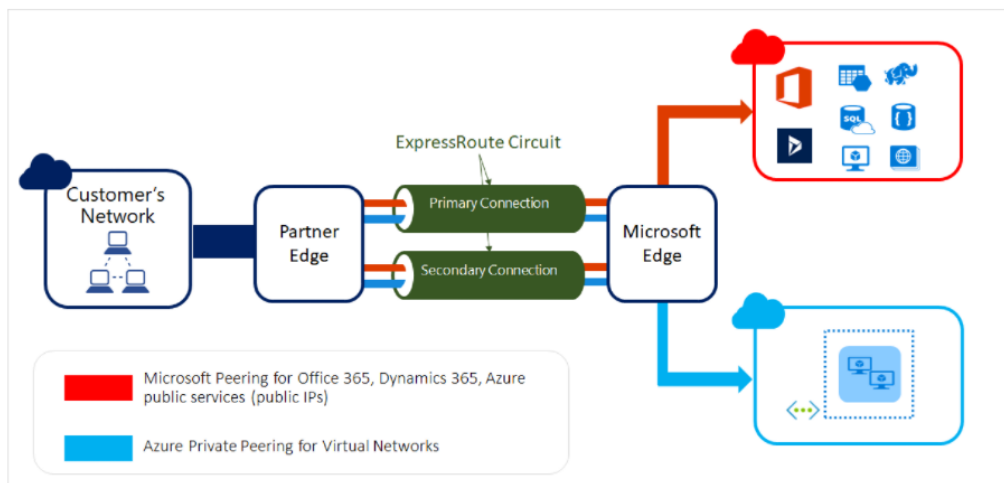 ExpressRoute Circuit
Customer's
Network
Partner
Edge
Primary Connection
Secondary Connection
Microsoft
Edge
SQL
{ }
Microsoft Peering for Office 365, Dynamics 365, Azure
public services (public IPs)
Azure Private Peering for Virtual Networks